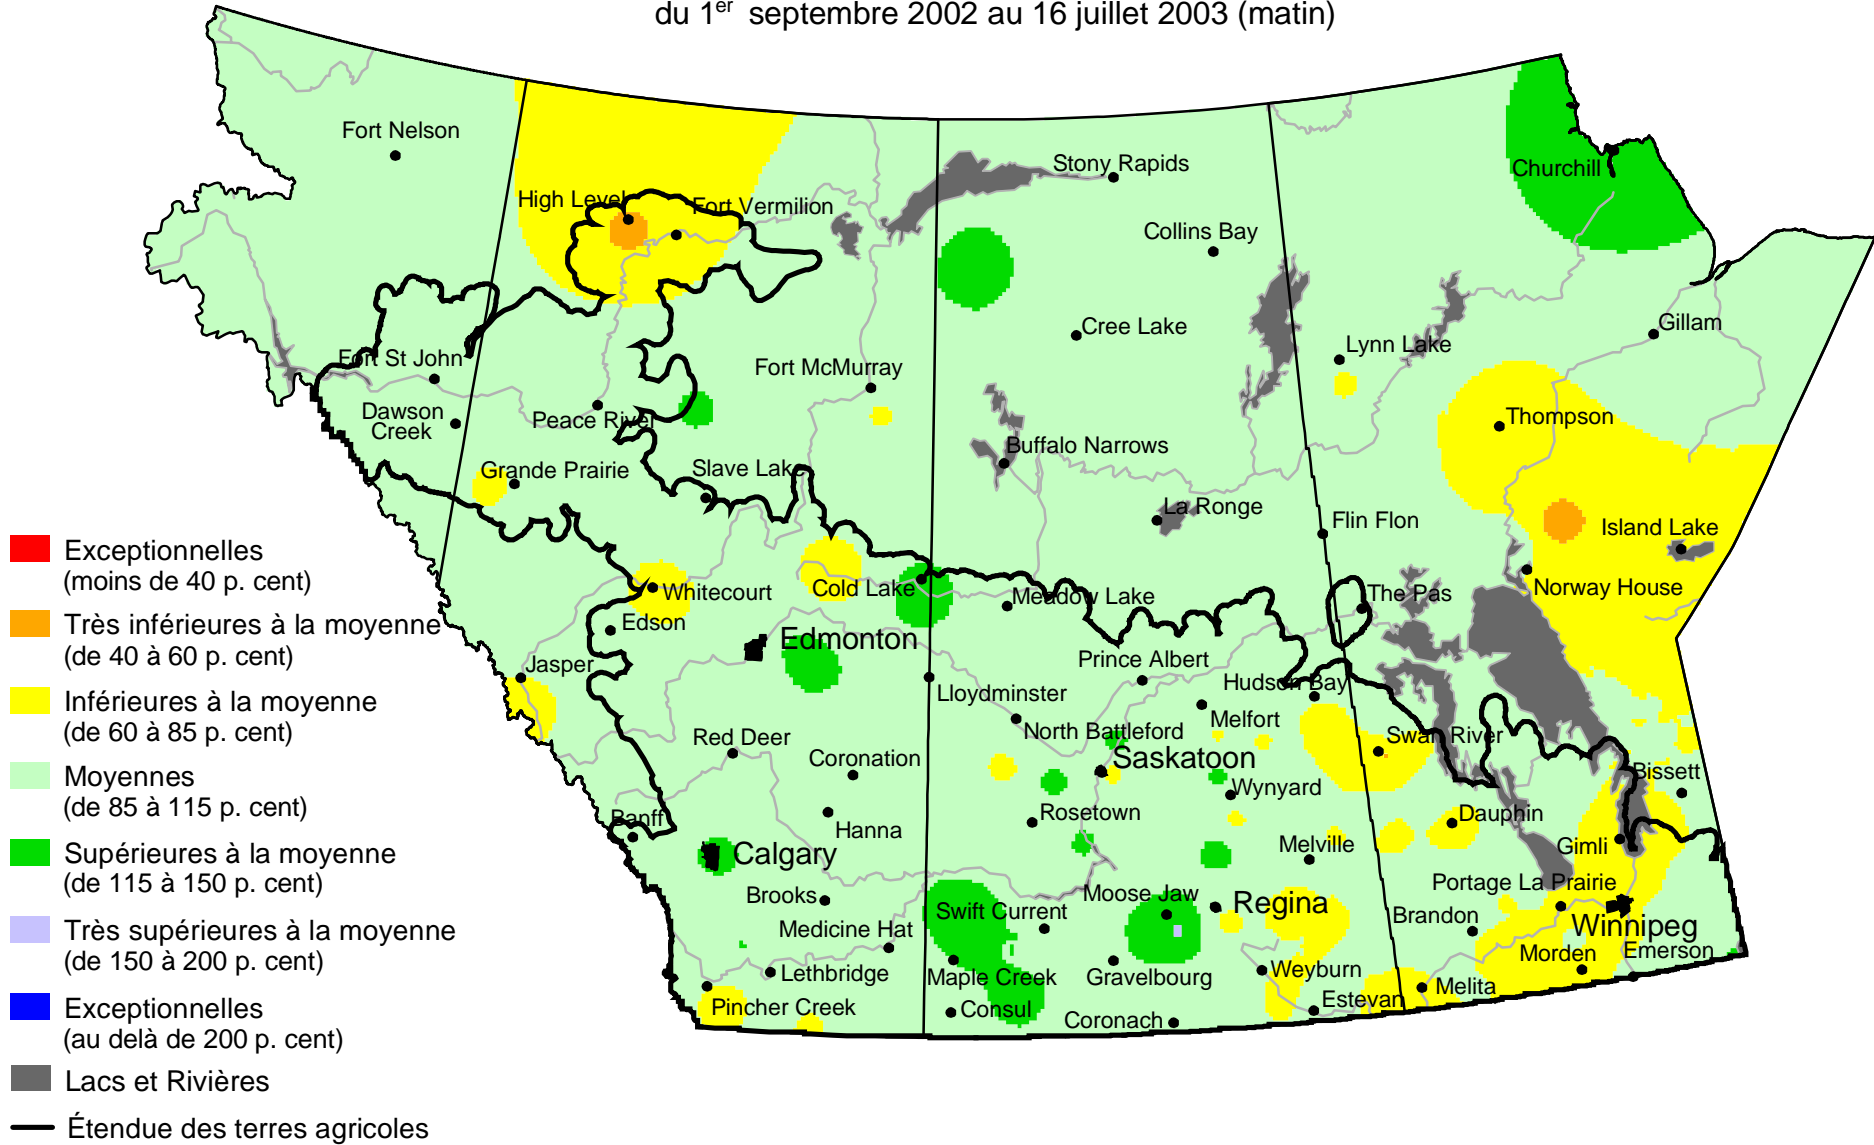 du 1er septembre 2002 au 16 juillet 2003 (matin)
Fort Nelson
High Level
Fort Vermilion
Stony Rapids
Collins Bay
Churchill
Cree Lake
Gillam
Lynn Lake
Fort St John
Fort McMurray
Dawson
Creek
Peace River
Thompson
Buffalo Narrows
Grande Prairie
Slave Lake
La Ronge
Flin Flon
Island Lake
Norway House
Whitecourt
Cold Lake
Meadow Lake
The Pas
Edson
Edmonton
Jasper
Prince Albert
Hudson Bay
Lloydminster
Melfort
North Battleford
Swan River
Red Deer
Coronation
Saskatoon
Bissett
Wynyard
Rosetown
Dauphin
Banff
Hanna
Melville
Gimli
Calgary
Brooks
Moose Jaw
Regina
Portage La Prairie
Swift Current
Brandon
Winnipeg
Medicine Hat
Morden
Emerson
Lethbridge
Maple Creek
Gravelbourg
Weyburn
Melita
Pincher Creek
Consul
Coronach
Estevan
Exceptionnelles
(moins de 40 p. cent)
Très inférieures à la moyenne
(de 40 à 60 p. cent)
Inférieures à la moyenne
(de 60 à 85 p. cent)
Moyennes
(de 85 à 115 p. cent)
Supérieures à la moyenne
(de 115 à 150 p. cent)
Très supérieures à la moyenne
(de 150 à 200 p. cent)
Exceptionnelles
(au delà de 200 p. cent)
Lacs et Rivières
Étendue des terres agricoles